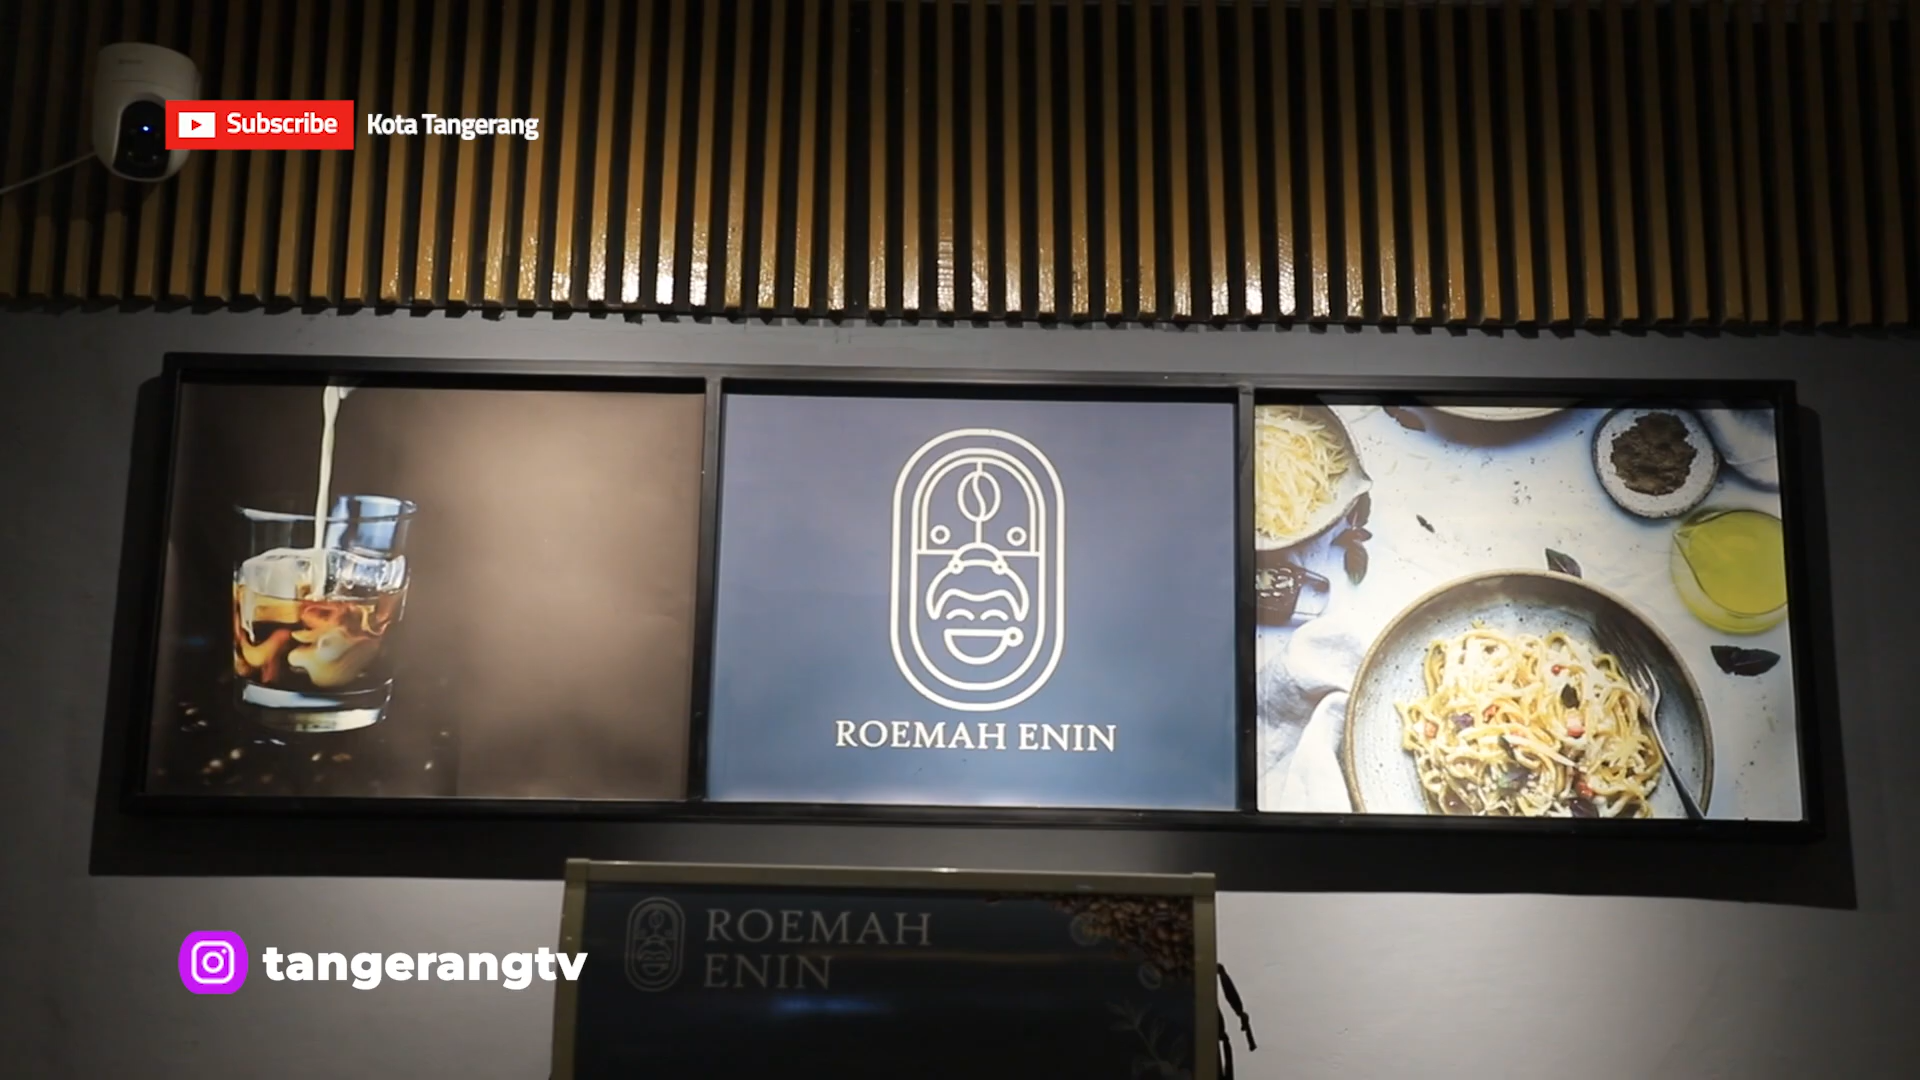 Subscribe Kota Tangerang
ROEMAH ENIN
ROEMAH
ENIN
tangerangtv